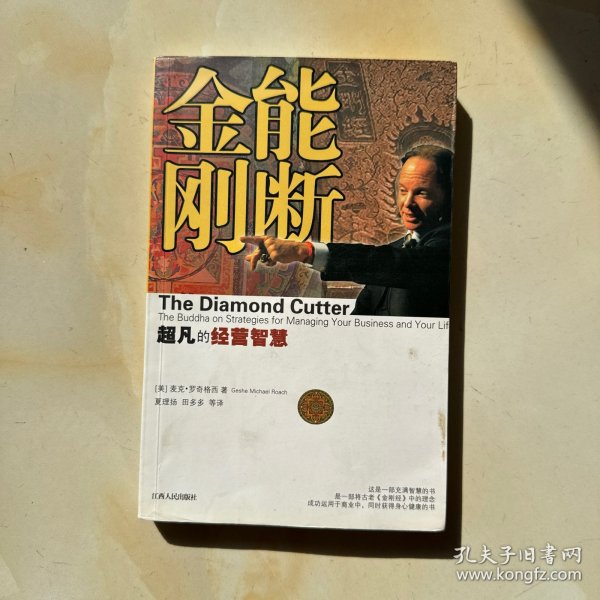 金能
刚断
The Diamond Cutter
The Buddha on Strategies for Managing Your Business and Your Lif
超凡的经营智慧
[美] 麦克·罗奇格西 著 Geshe Michael Roach
夏理扬 田多多 等译
这是一部充满智慧的书
是一部将古老《金刚经》中的理念
成功运用于商业中，同时获得身心健康的书
江西人民出版社
孔夫子旧书网
www.kongfz.com